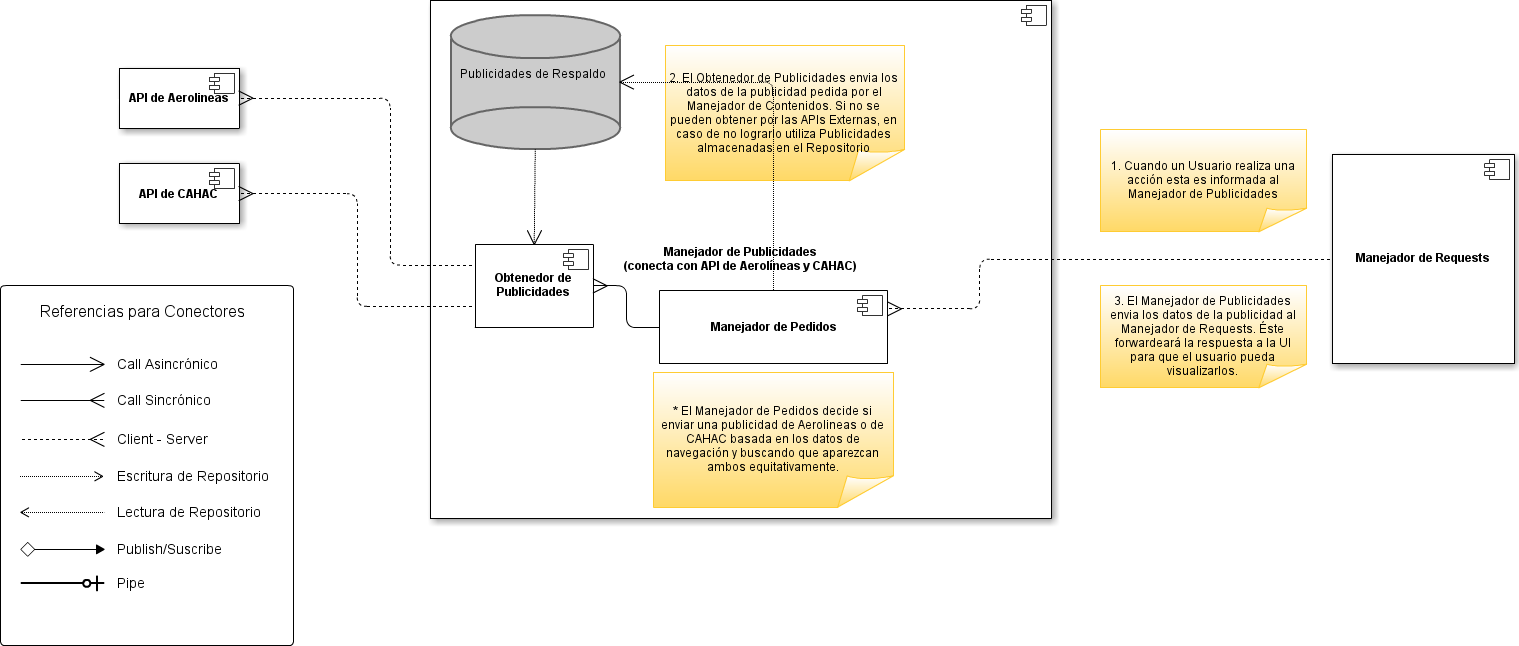 API de Aerolineas
API de CAHAC
Publicidades de Respaldo
2. El Obtenedor de Publicidades envia los
datos de la publicidad pedida por el
Manejador de Contenidos. Si no se
pueden obtener por las APIs Externas, en
caso de no lograrlo utiliza Publicidades
almacenadas en el Repositorio
Manejador de Publicidades
(conecta con API de Aerolineas y CAHAC)
Obtenedor de
Publicidades
Manejador de Pedidos
* El Manejador de Pedidos decide si
enviar una publicidad de Aerolineas o de
CAHAC basada en los datos de
navegación y buscando que aparezcan
ambos equitativamente.
1. Cuando un Usuario realiza una
acción esta es informada al
Manejador de Publicidades
Manejador de Requests
3. El Manejador de Publicidades
envia los datos de la publicidad al
Manejador de Requests. Éste
forwardeará la respuesta a la UI
para que el usuario pueda
visualizarlos.
Referencias para Conectores
Call Asincrónico
Call Sincrónico
Client - Server
Escritura de Repositorio
Lectura de Repositorio
Publish/Suscribe
Pipe